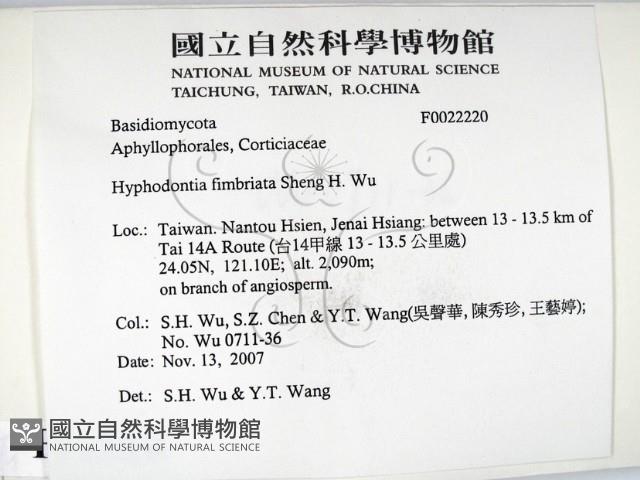 國立自然科學博物館
NATIONAL MUSEUM OF NATURAL SCIENCE
TAICHUNG, TAIWAN, R.O.CHINA
Basidiomycota F0022220
Aphyllophorales, Corticiaceae
Hyphodontia fimbriata Sheng H. Wu
Loc.: Taiwan. Nantou Hsien, Jenai Hsiang: between 13 - 13.5 km of
Tai 14A Route (台14甲線 13 - 13.5 公里處)
24.05N, 121.10E; alt. 2,090m;
on branch of angiosperm.
Col.: S.H. Wu, S.Z. Chen & Y.T. Wang(吳聲華, 陳秀珍, 王藝婷);
No. Wu 0711-36
Date: Nov. 13, 2007
Det.: S.H. Wu & Y.T. Wang
國立自然科學博物館
NATIONAL MUSEUM OF NATURAL SCIENCE